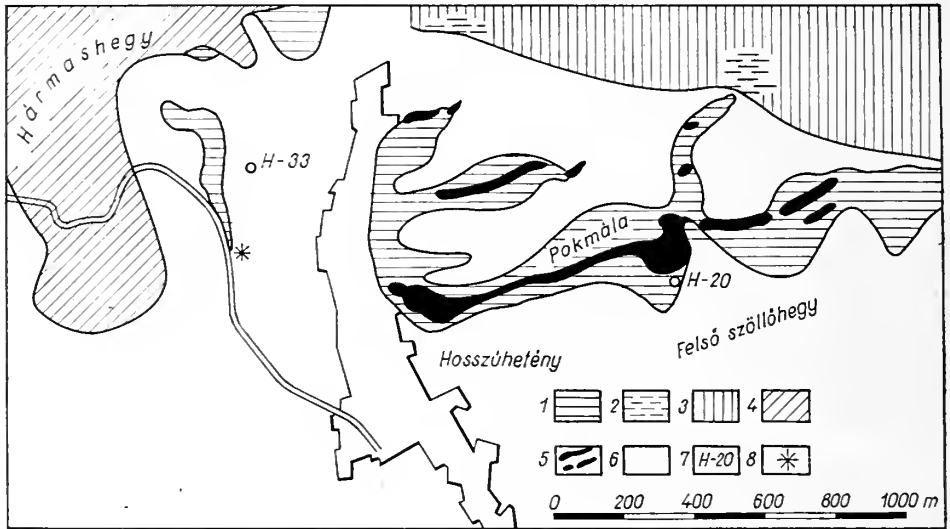 Hármashegy
H-33
Pokmála
H-20
Felső szöllőhegy
Hosszúhetény
1 2 3 4
5 6 7 H-20 8
0 200 400 600 800 1000 m